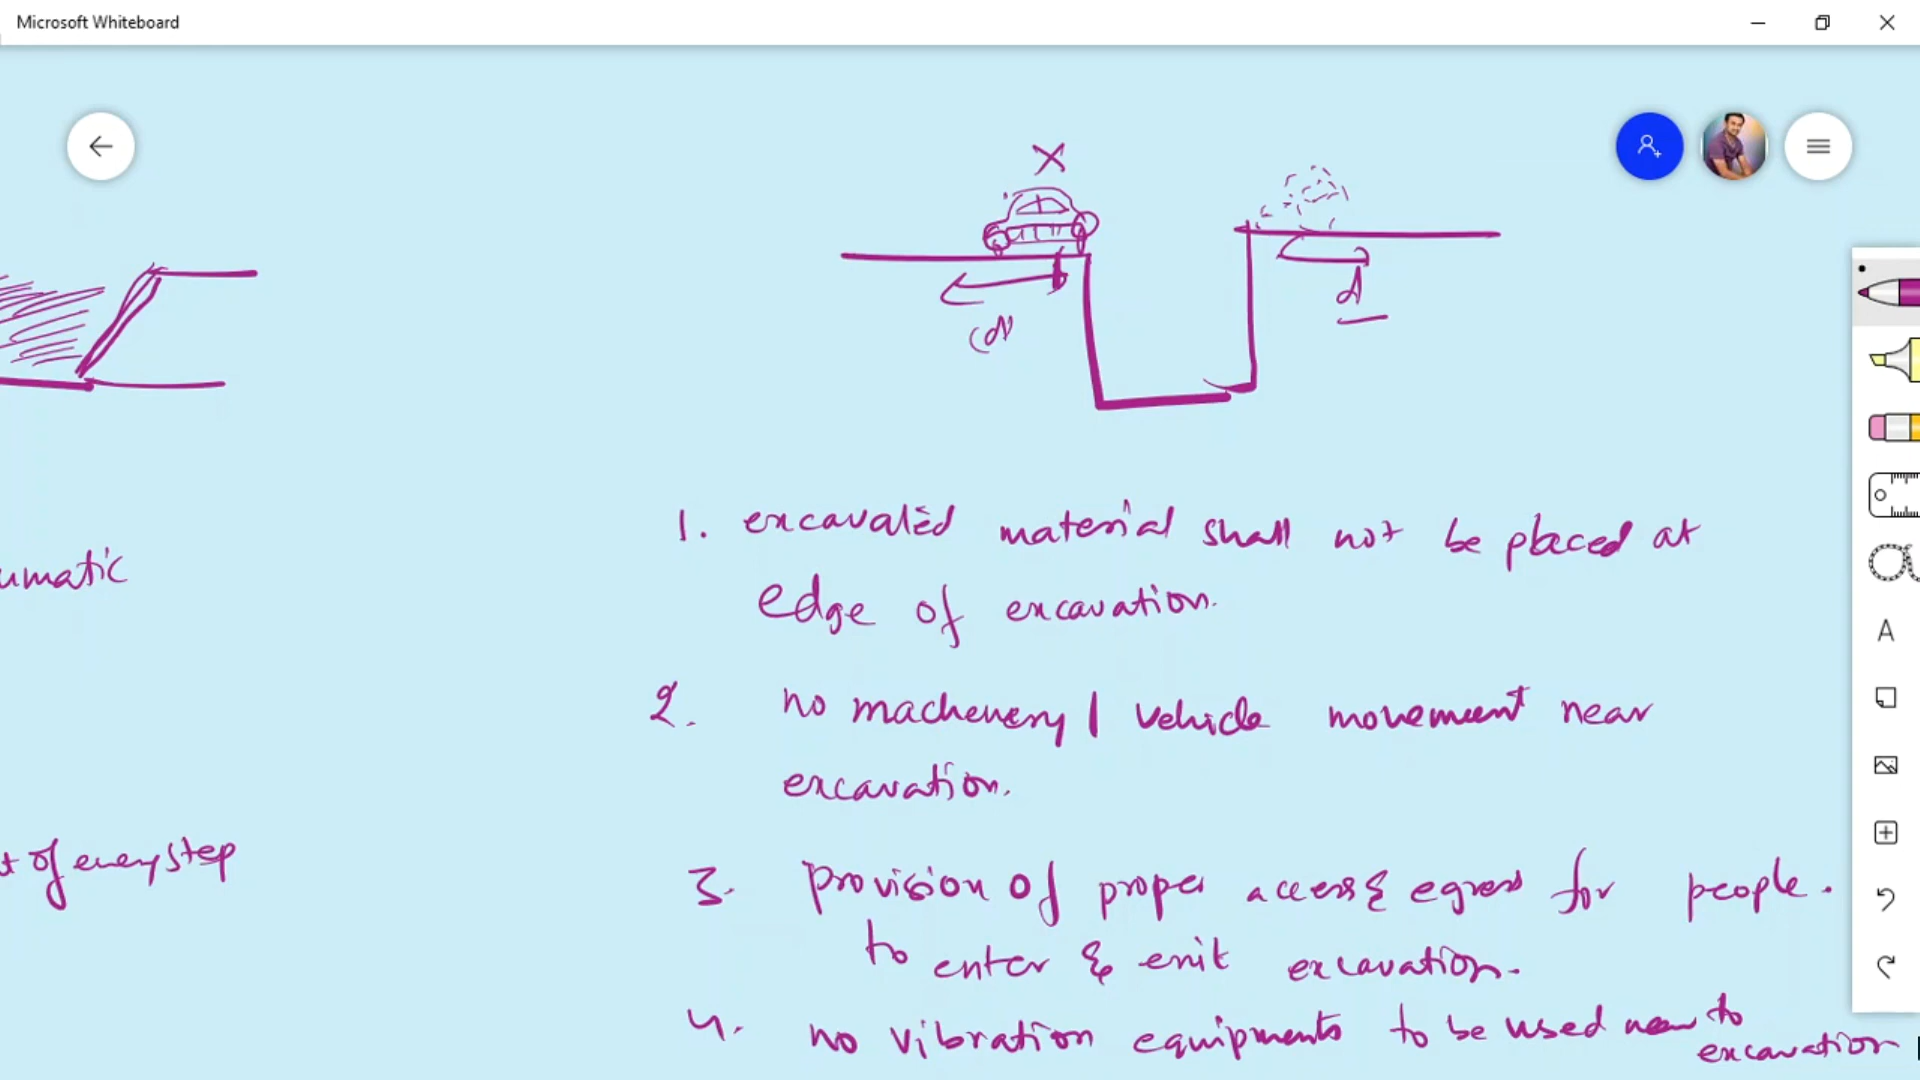 Microsoft Whiteboard
X
d
d
1. excavated material shall not be placed at
edge of excavation.
2. no machenery / vehicle movement near
excavation.
3. provision of proper access & egress for people.
to enter & exit excavation.
4. no vibration equipments to be used near to
excavation
umatic
t of every step
A